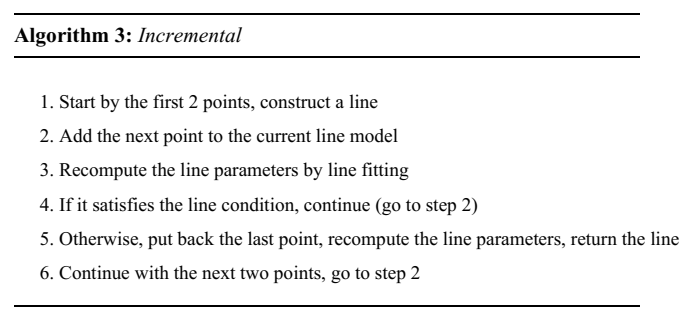 Algorithm 3: Incremental
1. Start by the first 2 points, construct a line
2. Add the next point to the current line model
3. Recompute the line parameters by line fitting
4. If it satisfies the line condition, continue (go to step 2)
5. Otherwise, put back the last point, recompute the line parameters, return the line
6. Continue with the next two points, go to step 2